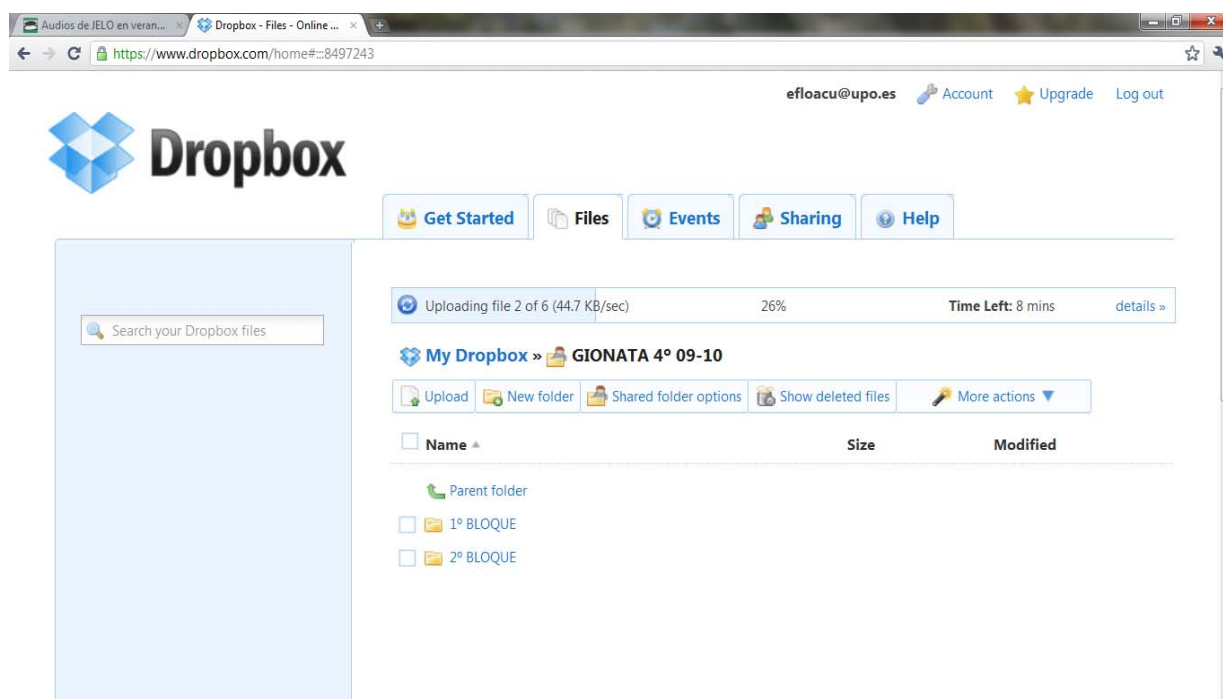 Audios de JELO en veran... Dropbox - Files - Online ...
https://www.dropbox.com/home#:::8497243
efloacu@upo.es Account Upgrade Log out
Dropbox
Get Started Files Events Sharing Help
Search your Dropbox files
Uploading file 2 of 6 (44.7 KB/sec) 26% Time Left: 8 mins details »
My Dropbox » GIONATA 4º 09-10
Upload New folder Shared folder options Show deleted files More actions ▼
Name Size Modified
Parent folder
1º BLOQUE
2º BLOQUE